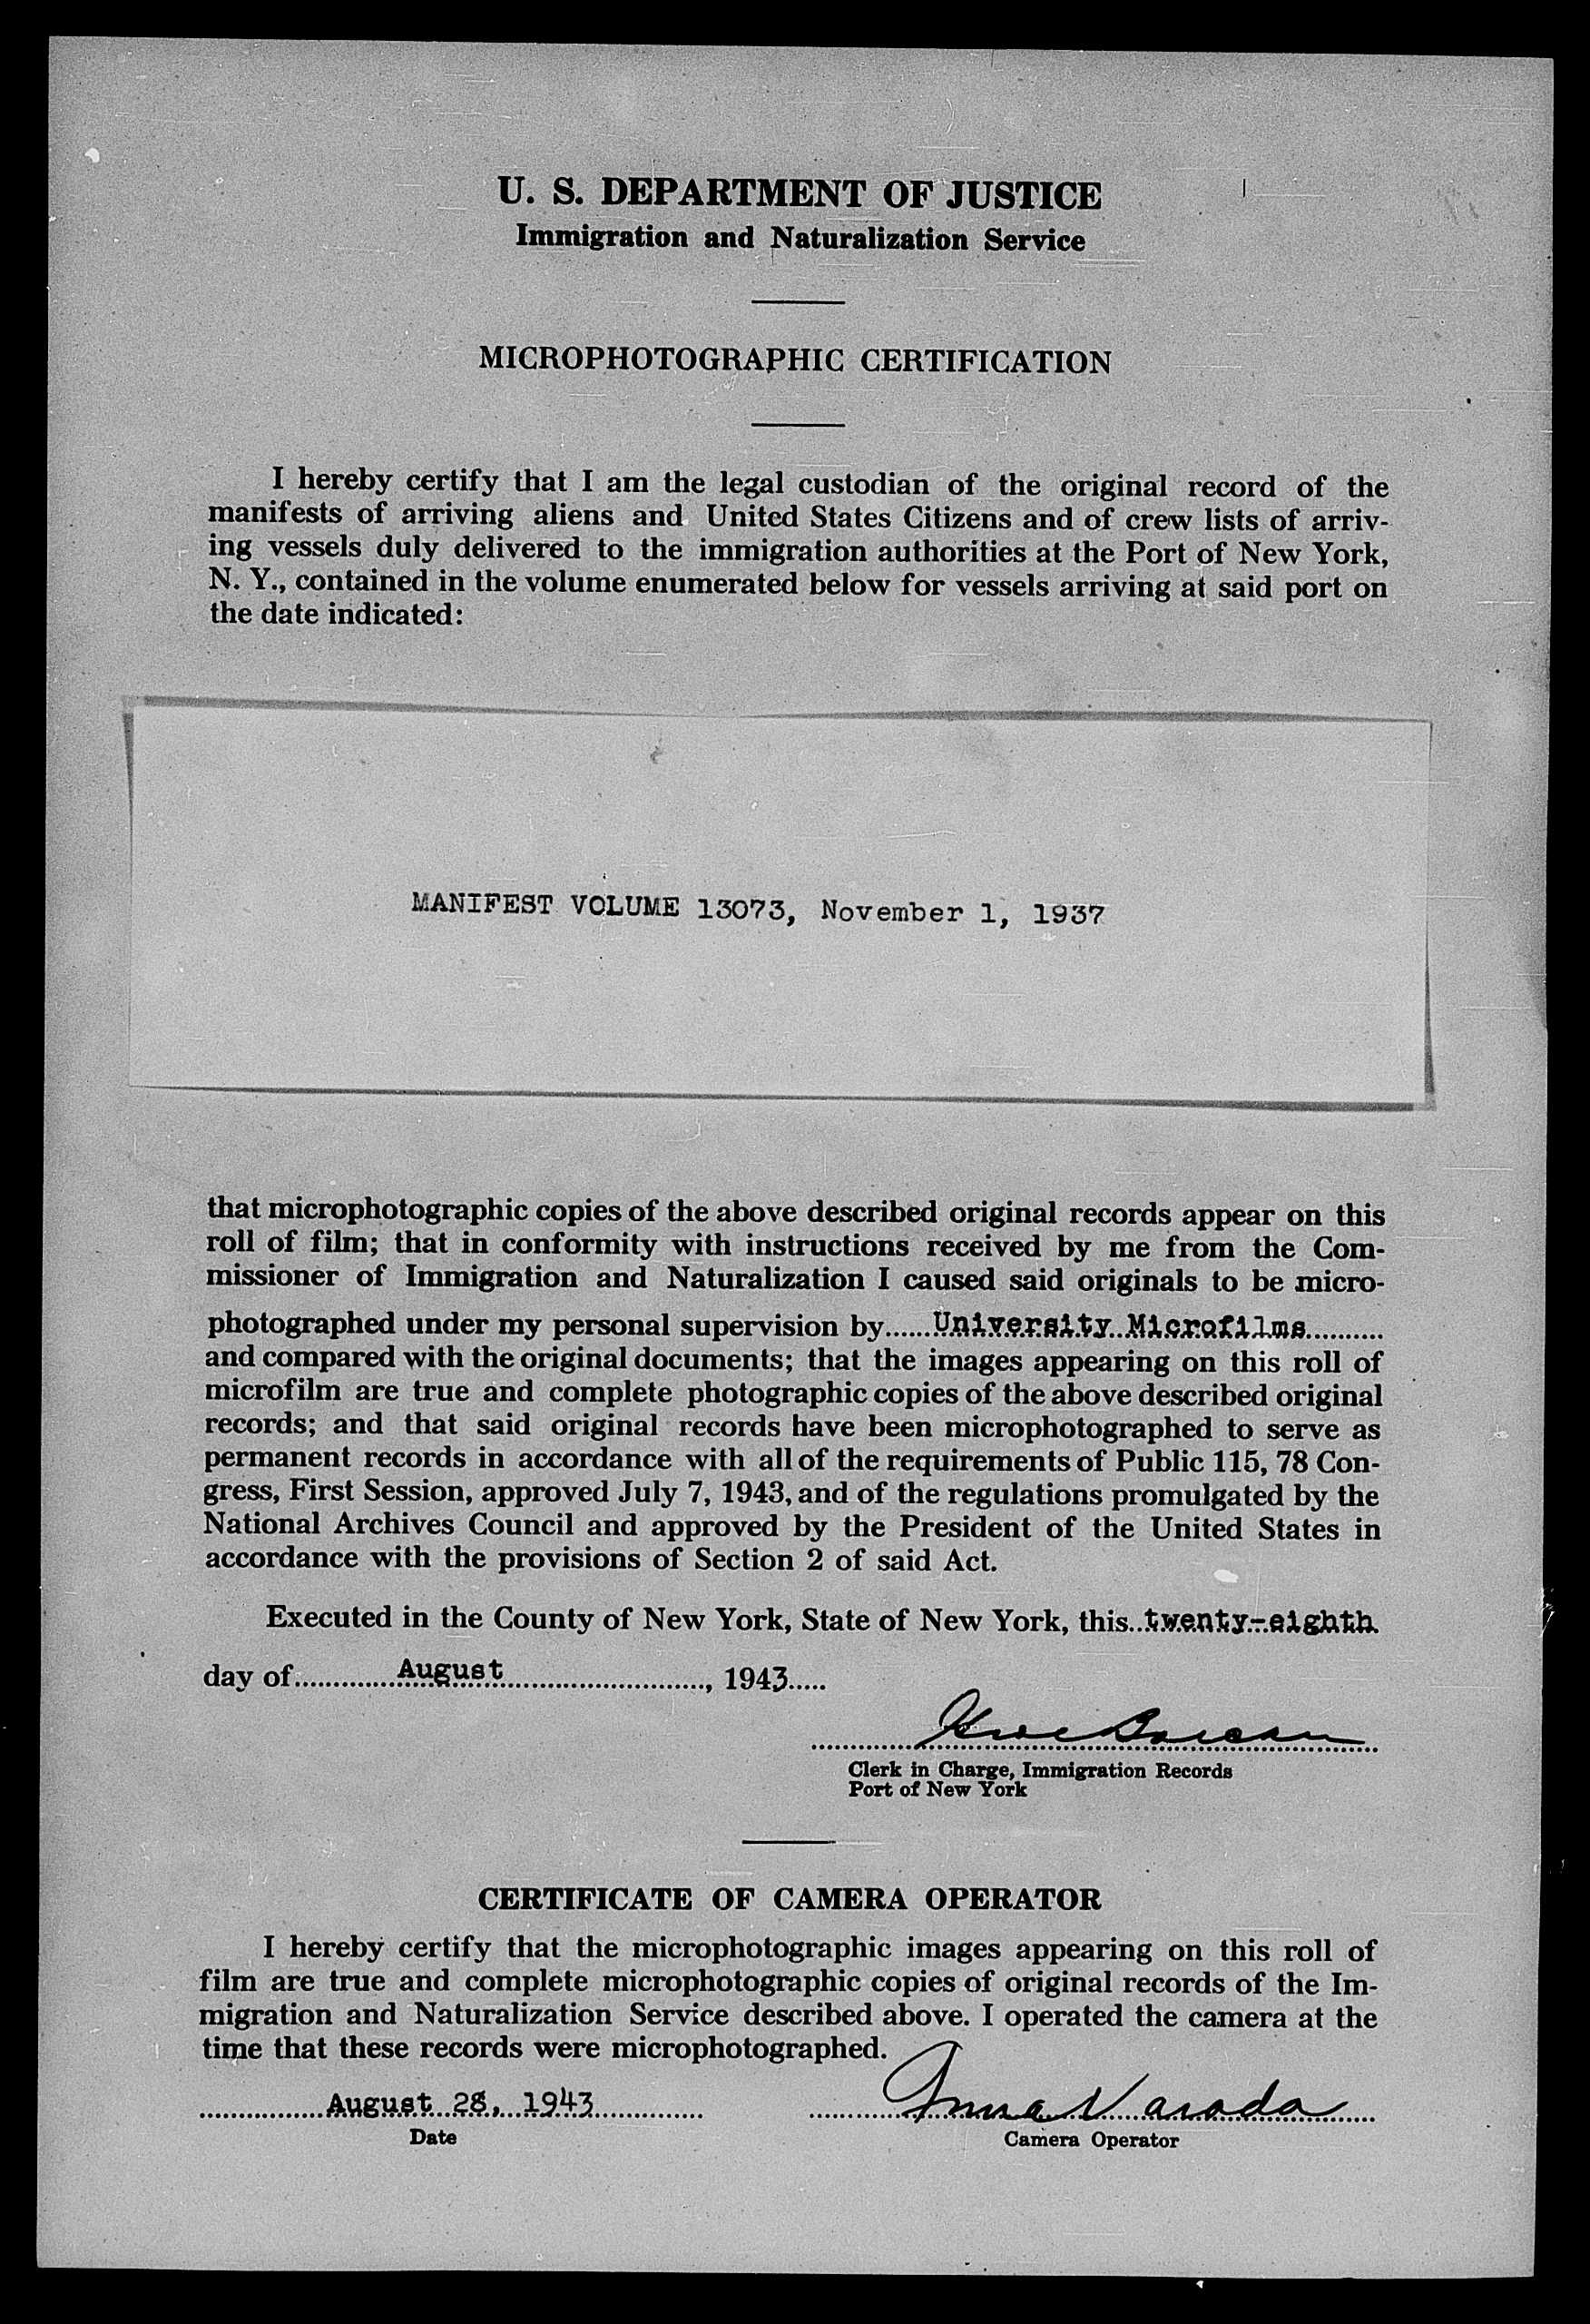 U. S. DEPARTMENT OF JUSTICE
Immigration and Naturalization Service
MICROPHOTOGRAPHIC CERTIFICATION
I hereby certify that I am the legal custodian of the original record of the
manifests of arriving aliens and United States Citizens and of crew lists of arriv-
ing vessels duly delivered to the immigration authorities at the Port of New York,
N. Y., contained in the volume enumerated below for vessels arriving at said port on
the date indicated:
MANIFEST VOLUME 13073, November 1, 1937
that microphotographic copies of the above described original records appear on this
roll of film; that in conformity with instructions received by me from the Com-
missioner of Immigration and Naturalization I caused said originals to be micro-
photographed under my personal supervision by......University Microfilms..........
and compared with the original documents; that the images appearing on this roll of
microfilm are true and complete photographic copies of the above described original
records; and that said original records have been microphotographed to serve as
permanent records in accordance with all of the requirements of Public 115, 78 Con-
gress, First Session, approved July 7, 1943, and of the regulations promulgated by the
National Archives Council and approved by the President of the United States in
accordance with the provisions of Section 2 of said Act.
Executed in the County of New York, State of New York, this..twenty-eighth
day of.............August..........................., 1943.....
Clerk in Charge, Immigration Records
Port of New York
CERTIFICATE OF CAMERA OPERATOR
I hereby certify that the microphotographic images appearing on this roll of
film are true and complete microphotographic copies of original records of the Im-
migration and Naturalization Service described above. I operated the camera at the
time that these records were microphotographed.
August 28, 1943 Anna Varada
Date Camera Operator